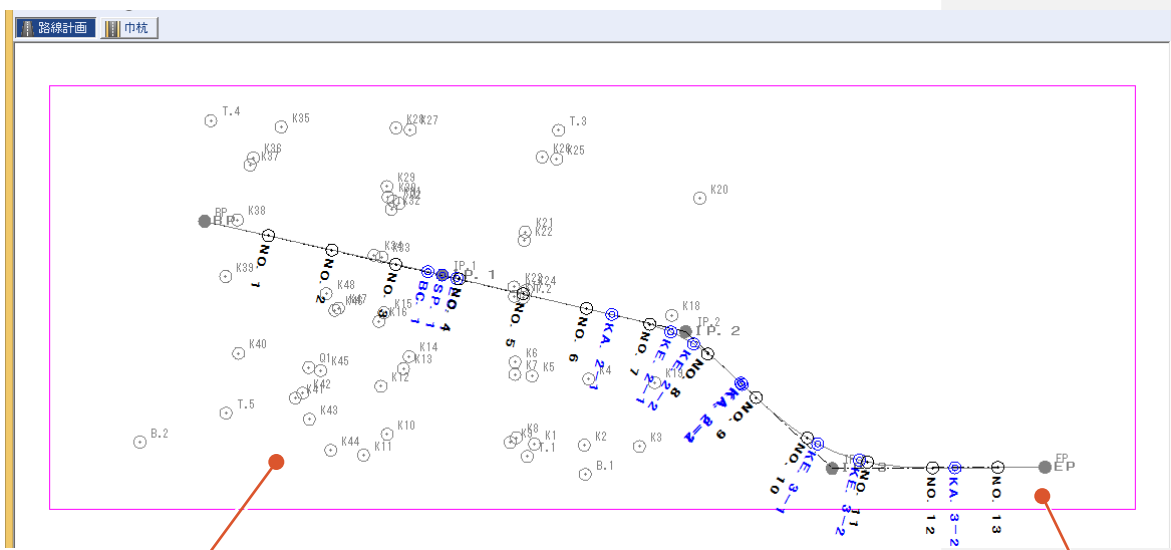 路線計画 巾杭
T.4
K35
K28
K27
T.3
K36
K37
K26
K25
K29
K20
K32
BP
BP
K38
K21
K22
K34
K33
IP.1
IP. 1
K39
NO. 1
NO. 2
NO. 3
BC. 1
SP. 1
NO. 4
K48
K23
K24
K15
K16
NO. 5
NO. 6
KA. 2-1
NO. 7
K18
IP.2
IP. 2
KE. 2-1
KE. 2-2
NO. 8
K40
Q1
K45
K14
K13
K6
K7
K5
K4
K19
K42
K41
K12
KA. 2-2
NO. 9
T.5
K43
B.2
K10
K44
K11
K8
K9
K1
T.1
K2
K3
B.1
NO. 10
KE. 3-1
KE. 3-2
NO. 11
NO. 12
KA. 3-2
NO. 13
EP
EP